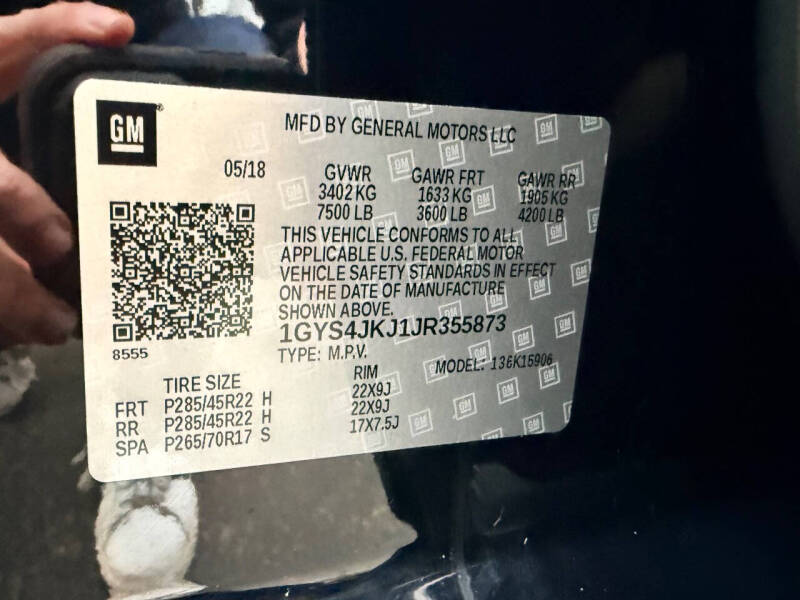 GM
MFD BY GENERAL MOTORS LLC
05/18
GVWR GAWR FRT GAWR RR
3402 KG 1633 KG 1905 KG
7500 LB 3600 LB 4200 LB
THIS VEHICLE CONFORMS TO ALL
APPLICABLE U.S. FEDERAL MOTOR
VEHICLE SAFETY STANDARDS IN EFFECT
ON THE DATE OF MANUFACTURE
SHOWN ABOVE.
8555
1GYS4JKJ1JR355873
TYPE: M.P.V. MODEL: 136K15906
TIRE SIZE RIM
FRT P285/45R22 H 22X9J
RR P285/45R22 H 22X9J
SPA P265/70R17 S 17X7.5J